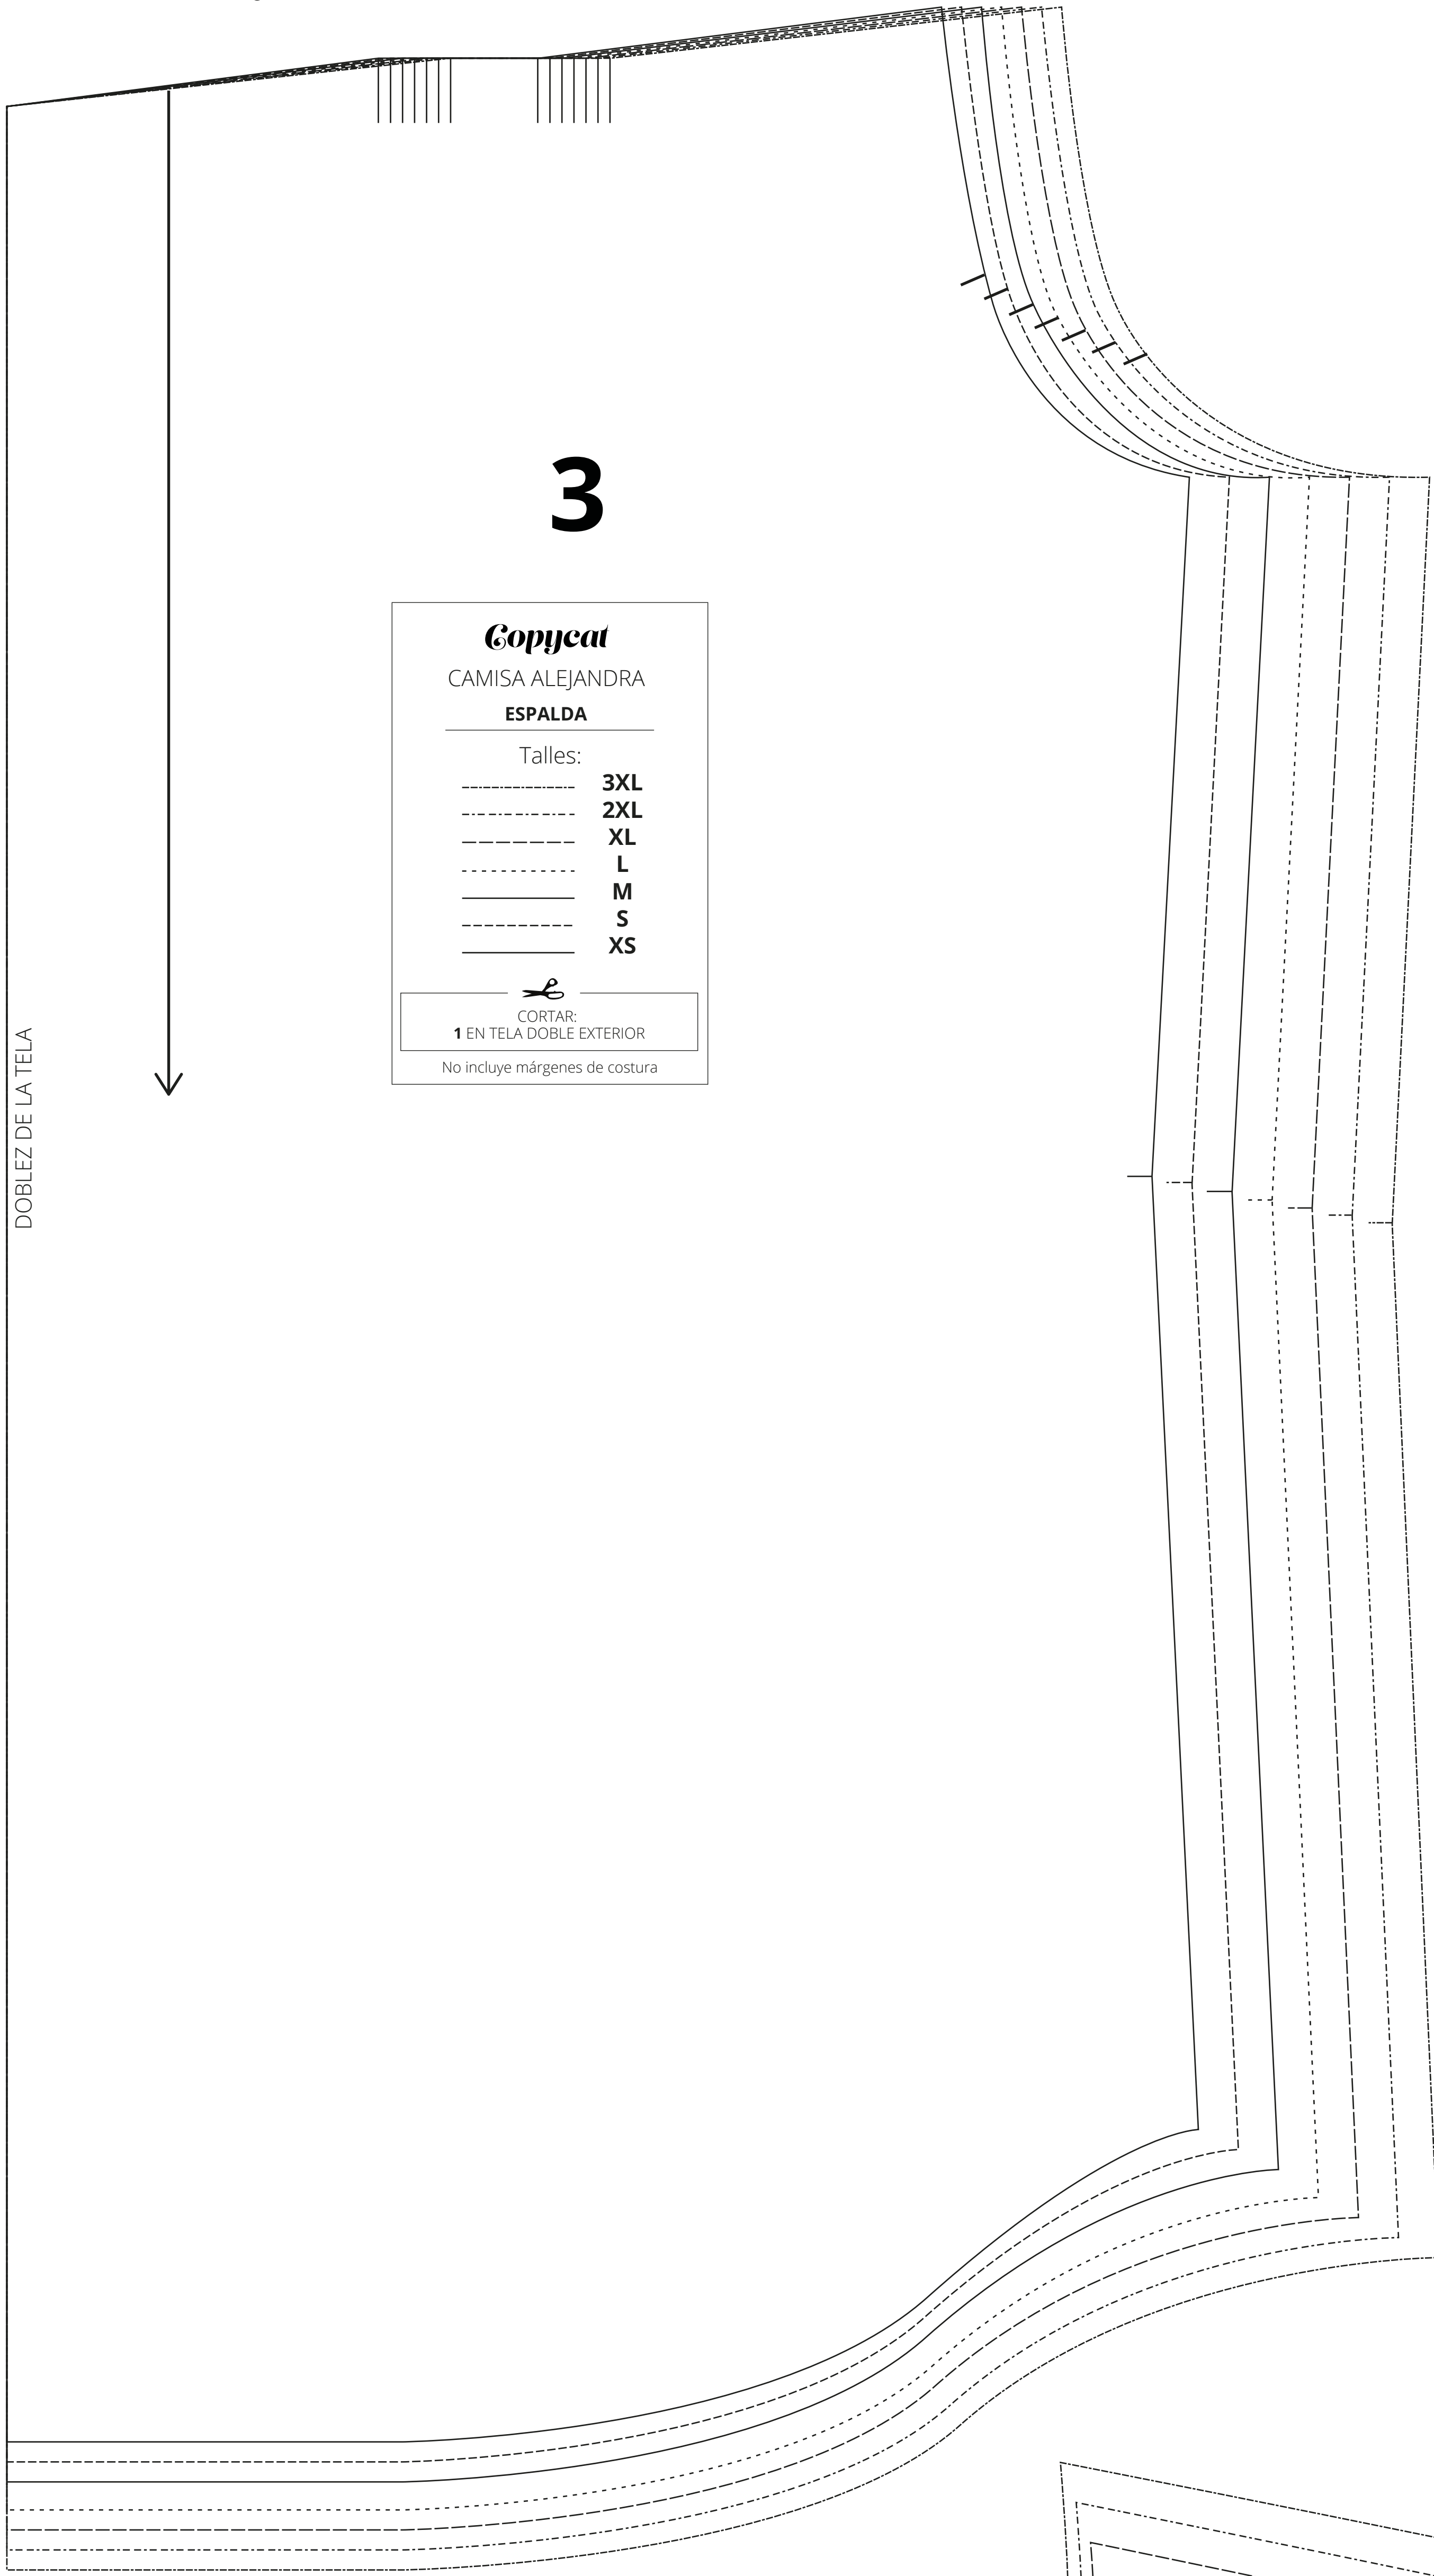 3
Copycat
CAMISA ALEJANDRA
ESPALDA
Talles:
3XL
2XL
XL
L
M
S
XS
CORTAR:
1 EN TELA DOBLE EXTERIOR
No incluye márgenes de costura
DOBLEZ DE LA TELA